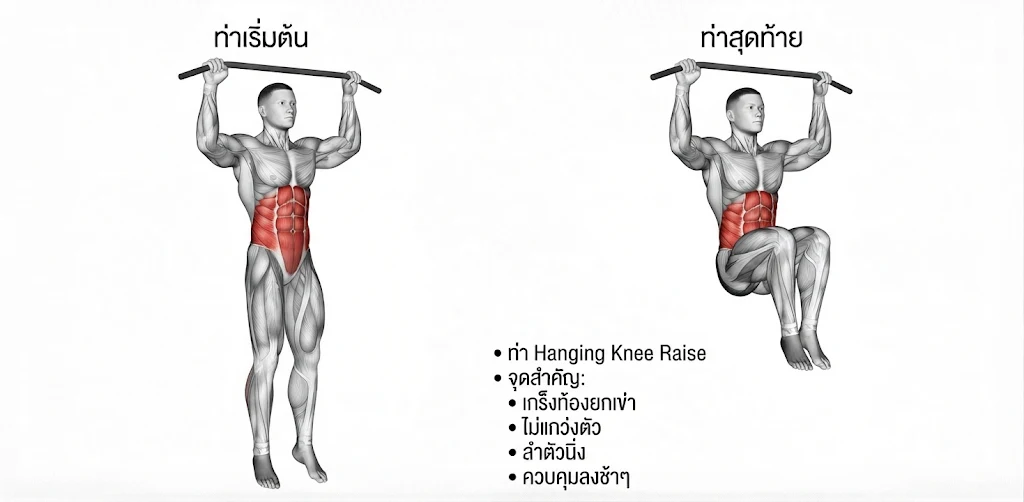 ท่าเริ่มต้น
ท่าสุดท้าย
• ท่า Hanging Knee Raise
• จุดสำคัญ:
• เกร็งท้องยกเข่า
• ไม่แกว่งตัว
• ลำตัวนิ่ง
• ควบคุมลงช้าๆ